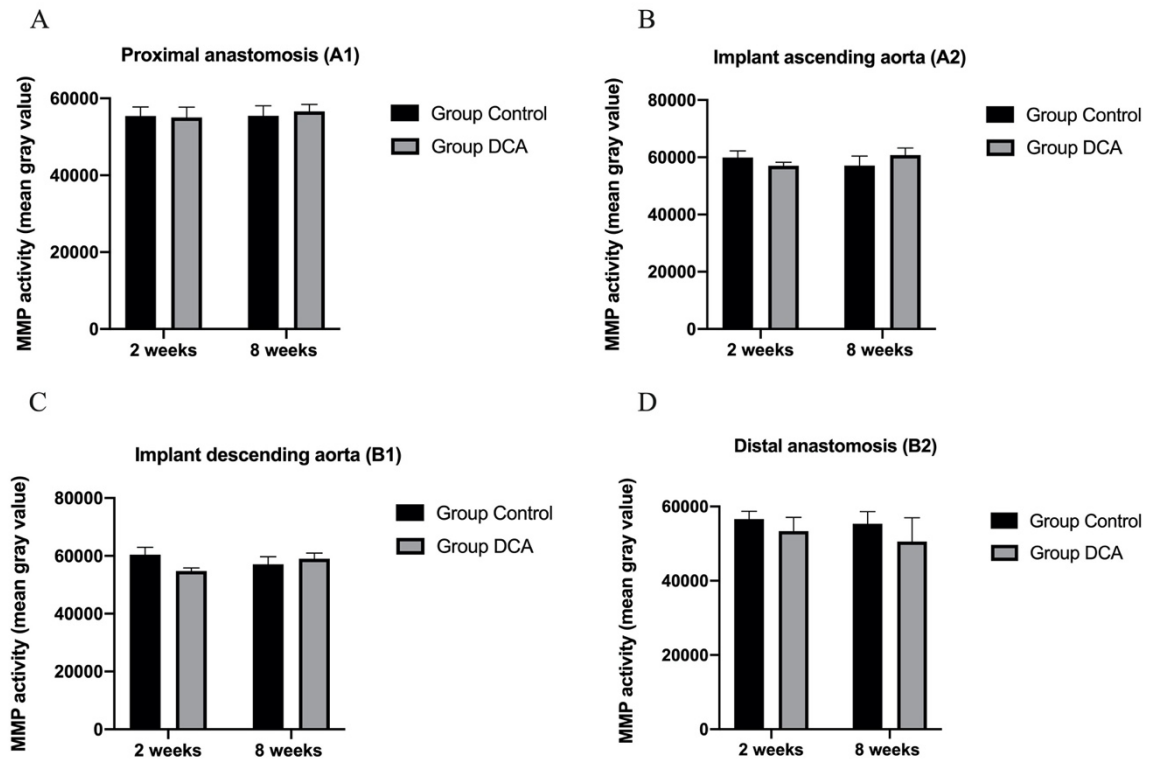 A
Proximal anastomosis (A1)
MMP activity (mean gray value)
60000
40000
20000
0
2 weeks
8 weeks
Group Control
Group DCA
B
Implant ascending aorta (A2)
MMP activity (mean gray value)
80000
60000
40000
20000
0
2 weeks
8 weeks
Group Control
Group DCA
C
Implant descending aorta (B1)
MMP activity (mean gray value)
80000
60000
40000
20000
0
2 weeks
8 weeks
Group Control
Group DCA
D
Distal anastomosis (B2)
MMP activity (mean gray value)
60000
40000
20000
0
2 weeks
8 weeks
Group Control
Group DCA